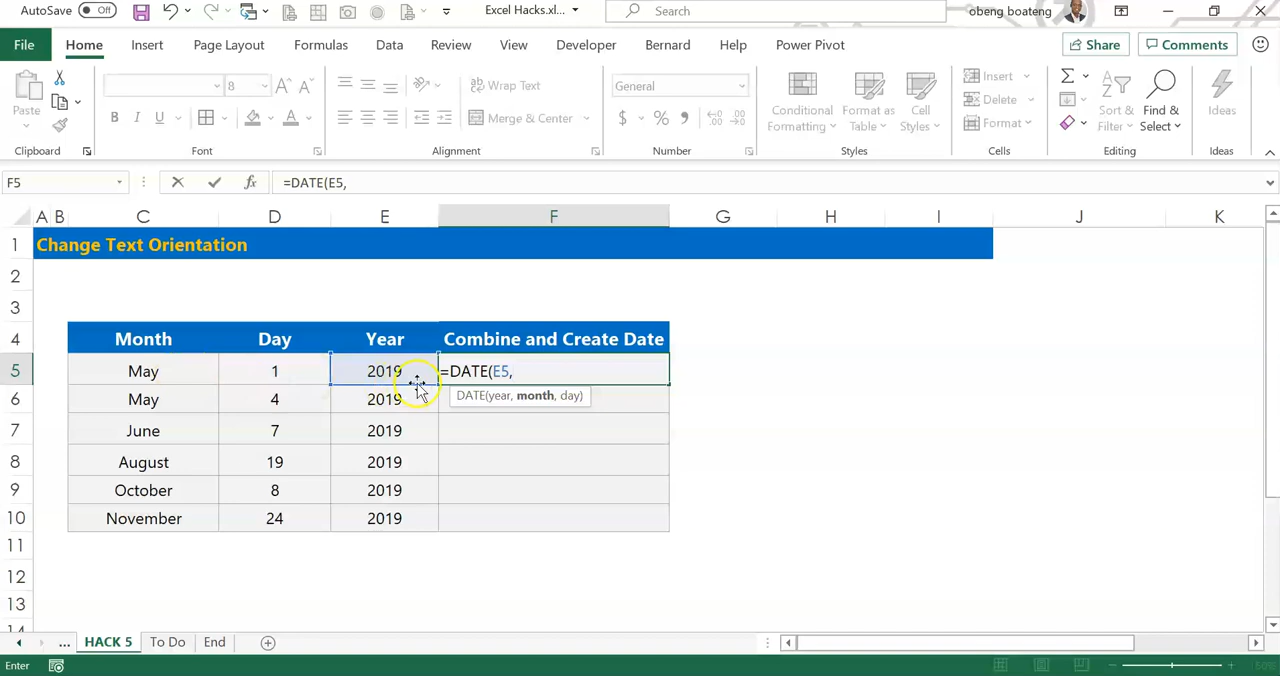 AutoSave Off Excel Hacks.xl... Search obeng boateng
File Home Insert Page Layout Formulas Data Review View Developer Bernard Help Power Pivot Share Comments
Paste 8 Wrap Text General Conditional Formatting Format as Table Cell Styles Insert Sort & Filter Find & Select Ideas
B I U Merge & Center $ % Delete
Format
Clipboard Font Alignment Number Styles Cells Editing Ideas
F5 fx =DATE(E5,
A B C D E F G H I J K
1 Change Text Orientation
2
3
4 Month Day Year Combine and Create Date
5 May 1 2019 =DATE(E5,
DATE(year, month, day)
6 May 4 2019
7 June 7 2019
8 August 19 2019
9 October 8 2019
10 November 24 2019
11
12
13
14
... HACK 5 To Do End
Enter